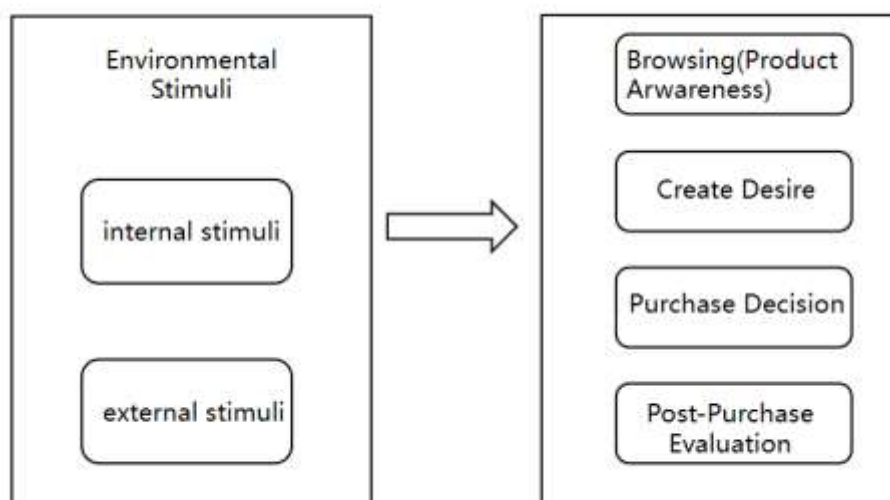 Environmental
Stimuli
internal stimuli
external stimuli
Browsing(Product
Arwareness)
Create Desire
Purchase Decision
Post-Purchase
Evaluation